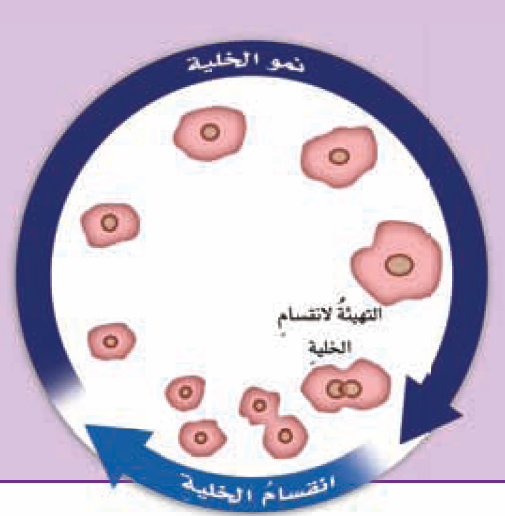 نمو الخلية
التهيئةُ لانقسامِ
الخليةِ
انقسامُ الخليةِ